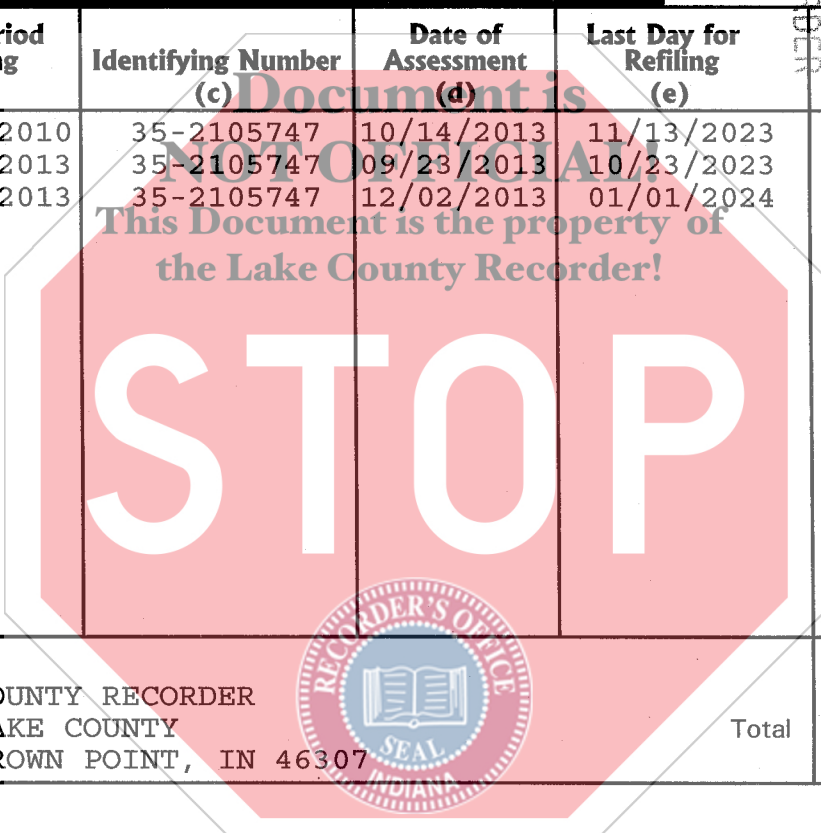 riod Identifying Number Date of Last Day for
g (c) Assessment Refiling
(d) (e)
Document is
2010 35-2105747 10/14/2013 11/13/2023
NOT OFFICIAL!
2013 35-2105747 09/23/2013 10/23/2023
2013 35-2105747 12/02/2013 01/01/2024
This Document is the property of
the Lake County Recorder!
STOP
RECORDER'S OFFICE
OUNTY RECORDER
AKE COUNTY Total
ROWN POINT, IN 46307
SEAL
INDIANA